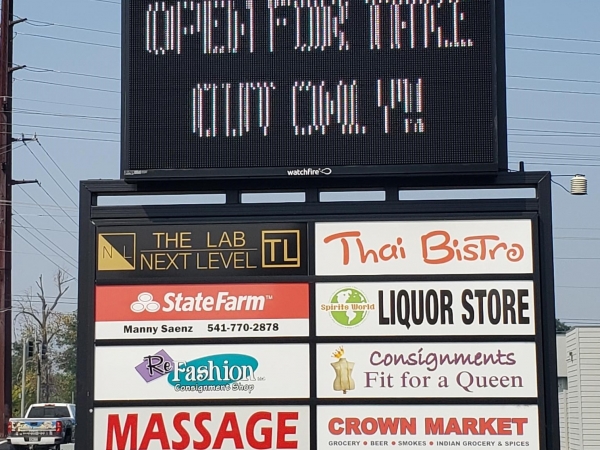 OPEN FOR TAKE
OUT ONLY!!
watchfire
NL
THE LAB
NEXT LEVEL
TL
Thai Bistro
StateFarm™
Manny Saenz 541-770-2878
Spirits World
LIQUOR STORE
ReFashion
Consignment Shop
Consignments
Fit for a Queen
MASSAGE
CROWN MARKET
GROCERY • BEER • SMOKES • INDIAN GROCERY & SPICES